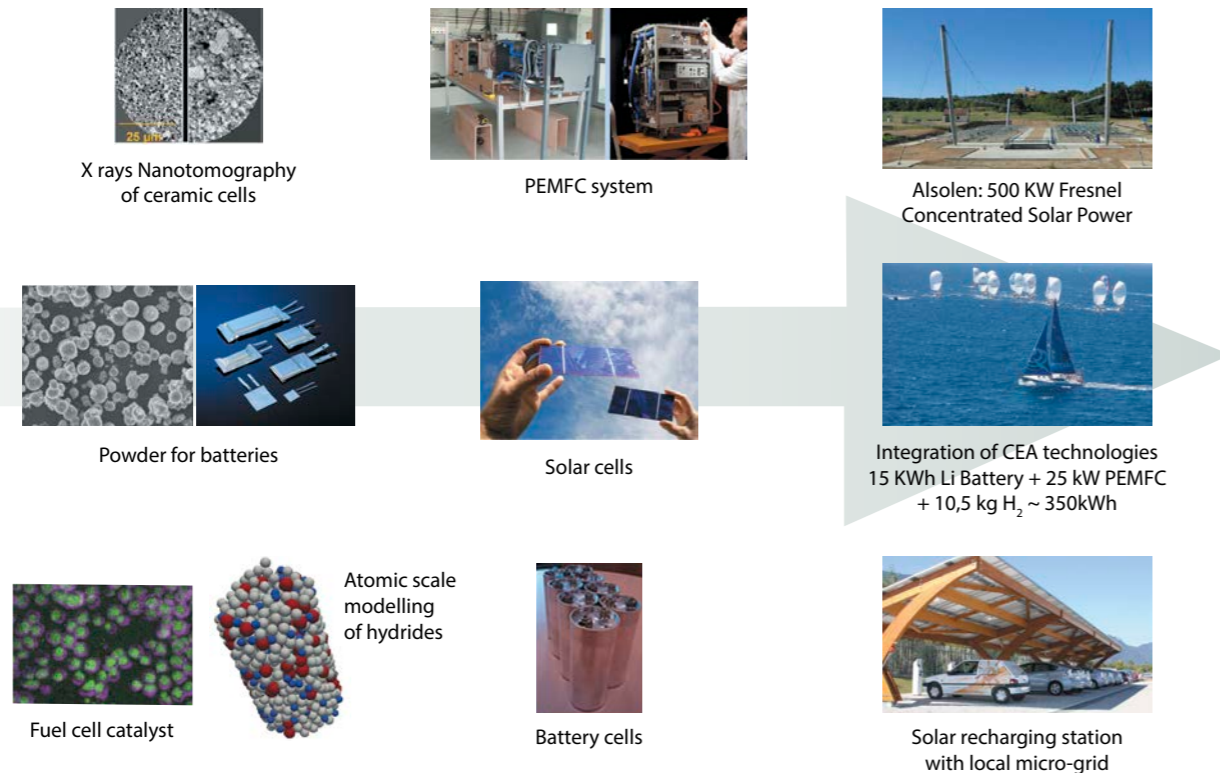 25 µm
X rays Nanotomography
of ceramic cells
PEMFC system
Alsolen: 500 KW Fresnel
Concentrated Solar Power
Powder for batteries
Solar cells
Integration of CEA technologies
15 KWh Li Battery + 25 kW PEMFC
+ 10,5 kg H₂ ~ 350kWh
Fuel cell catalyst
Atomic scale
modelling
of hydrides
Battery cells
Solar recharging station
with local micro-grid